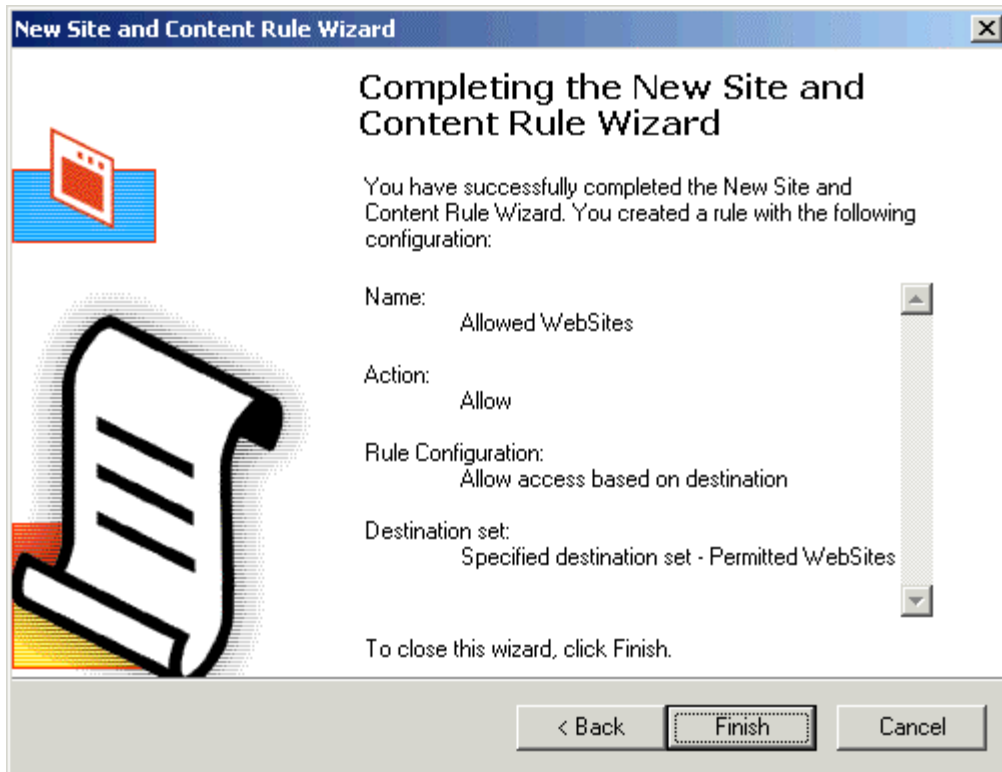 New Site and Content Rule Wizard
Completing the New Site and
Content Rule Wizard
You have successfully completed the New Site and
Content Rule Wizard. You created a rule with the following
configuration:
Name:
Allowed WebSites
Action:
Allow
Rule Configuration:
Allow access based on destination
Destination set:
Specified destination set - Permitted WebSites
To close this wizard, click Finish.
< Back
Finish
Cancel